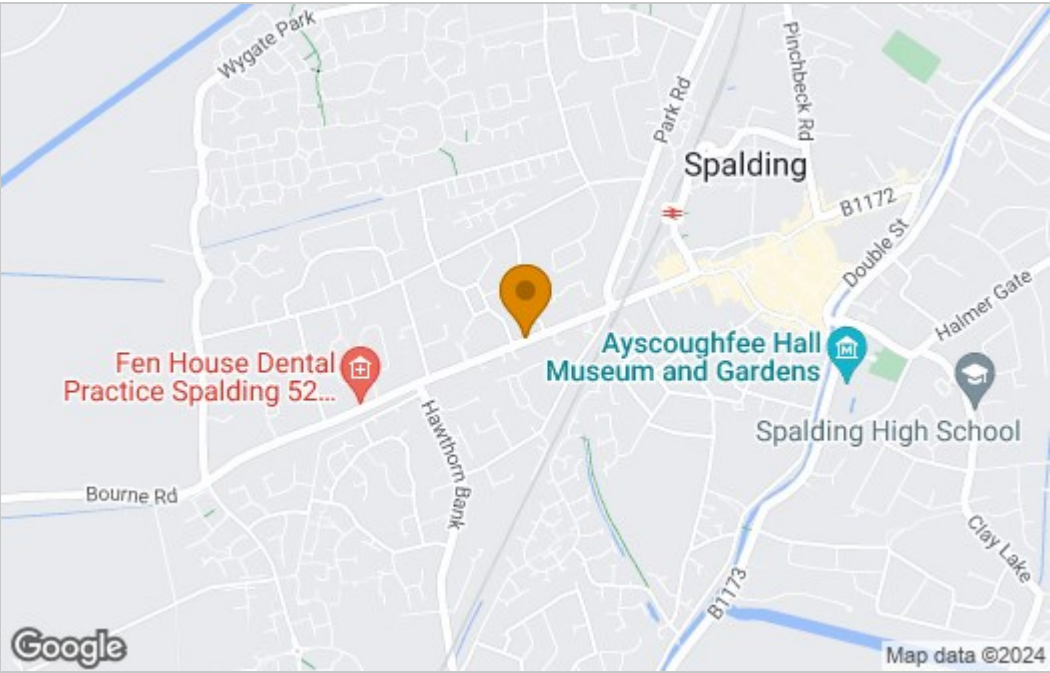 Wygate Park
Park Rd
Pinchbeck Rd
Spalding
B1172
Double St
Halmer Gate
Fen House Dental
Practice Spalding 52...
Ayscoughfee Hall
Museum and Gardens
Spalding High School
Hawthorn Bank
Bourne Rd
Clay Lake
B1173
Google
Map data ©2024